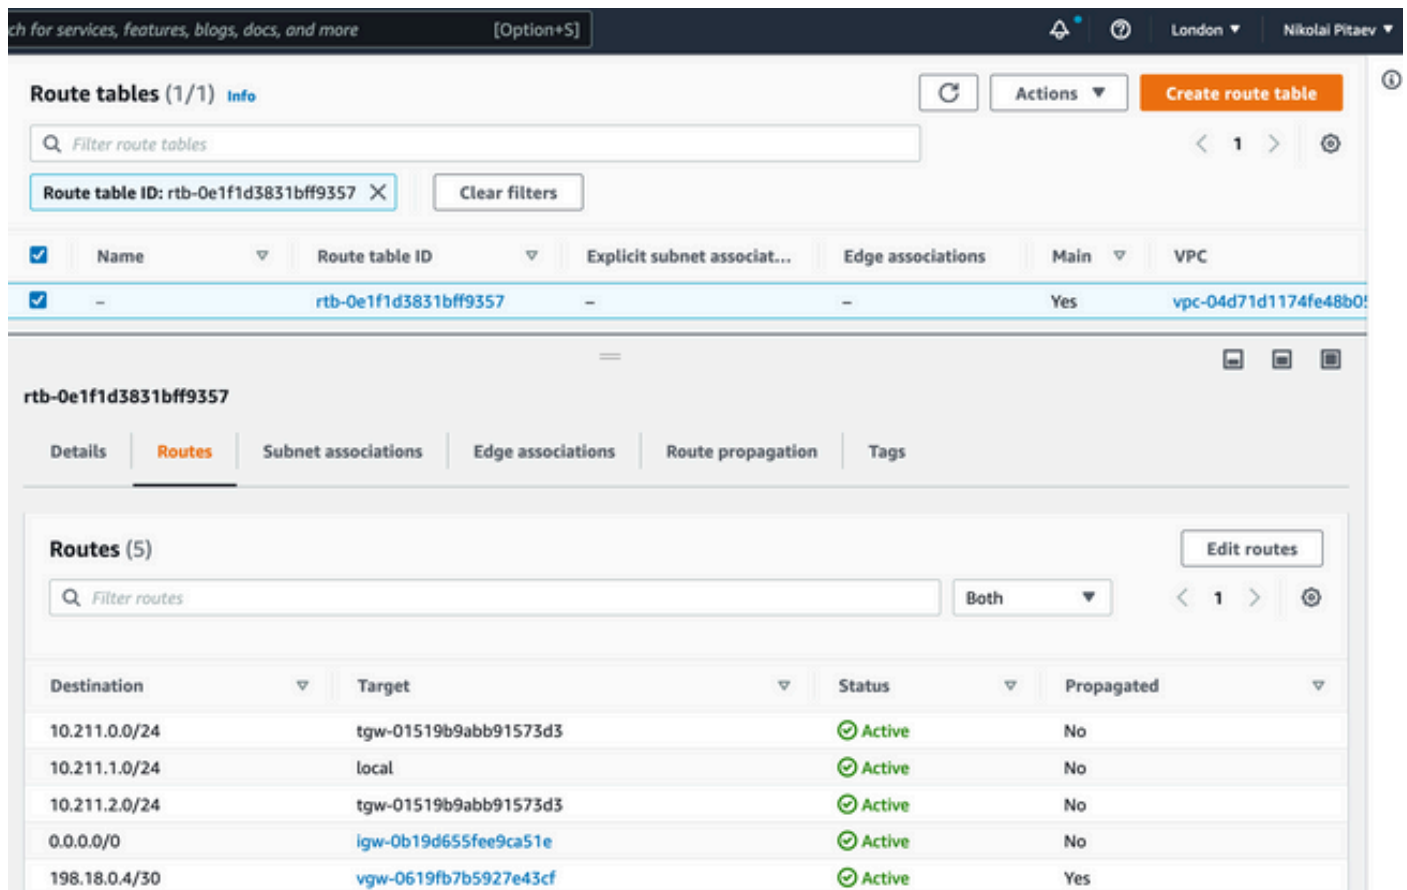 ch for services, features, blogs, docs, and more [Option+S] London ▼ Nikolai Pitaev ▼
Route tables (1/1) Info Actions ▼ Create route table
Filter route tables 1
Route table ID: rtb-0e1f1d3831bff9357 Clear filters
Name Route table ID Explicit subnet associat... Edge associations Main VPC
– rtb-0e1f1d3831bff9357 – – Yes vpc-04d71d1174fe48b05
rtb-0e1f1d3831bff9357
Details Routes Subnet associations Edge associations Route propagation Tags
Routes (5) Edit routes
Filter routes Both 1
Destination Target Status Propagated
10.211.0.0/24 tgw-01519b9abb91573d3 Active No
10.211.1.0/24 local Active No
10.211.2.0/24 tgw-01519b9abb91573d3 Active No
0.0.0.0/0 igw-0b19d655fee9ca51e Active No
198.18.0.4/30 vgw-0619fb7b5927e43cf Active Yes